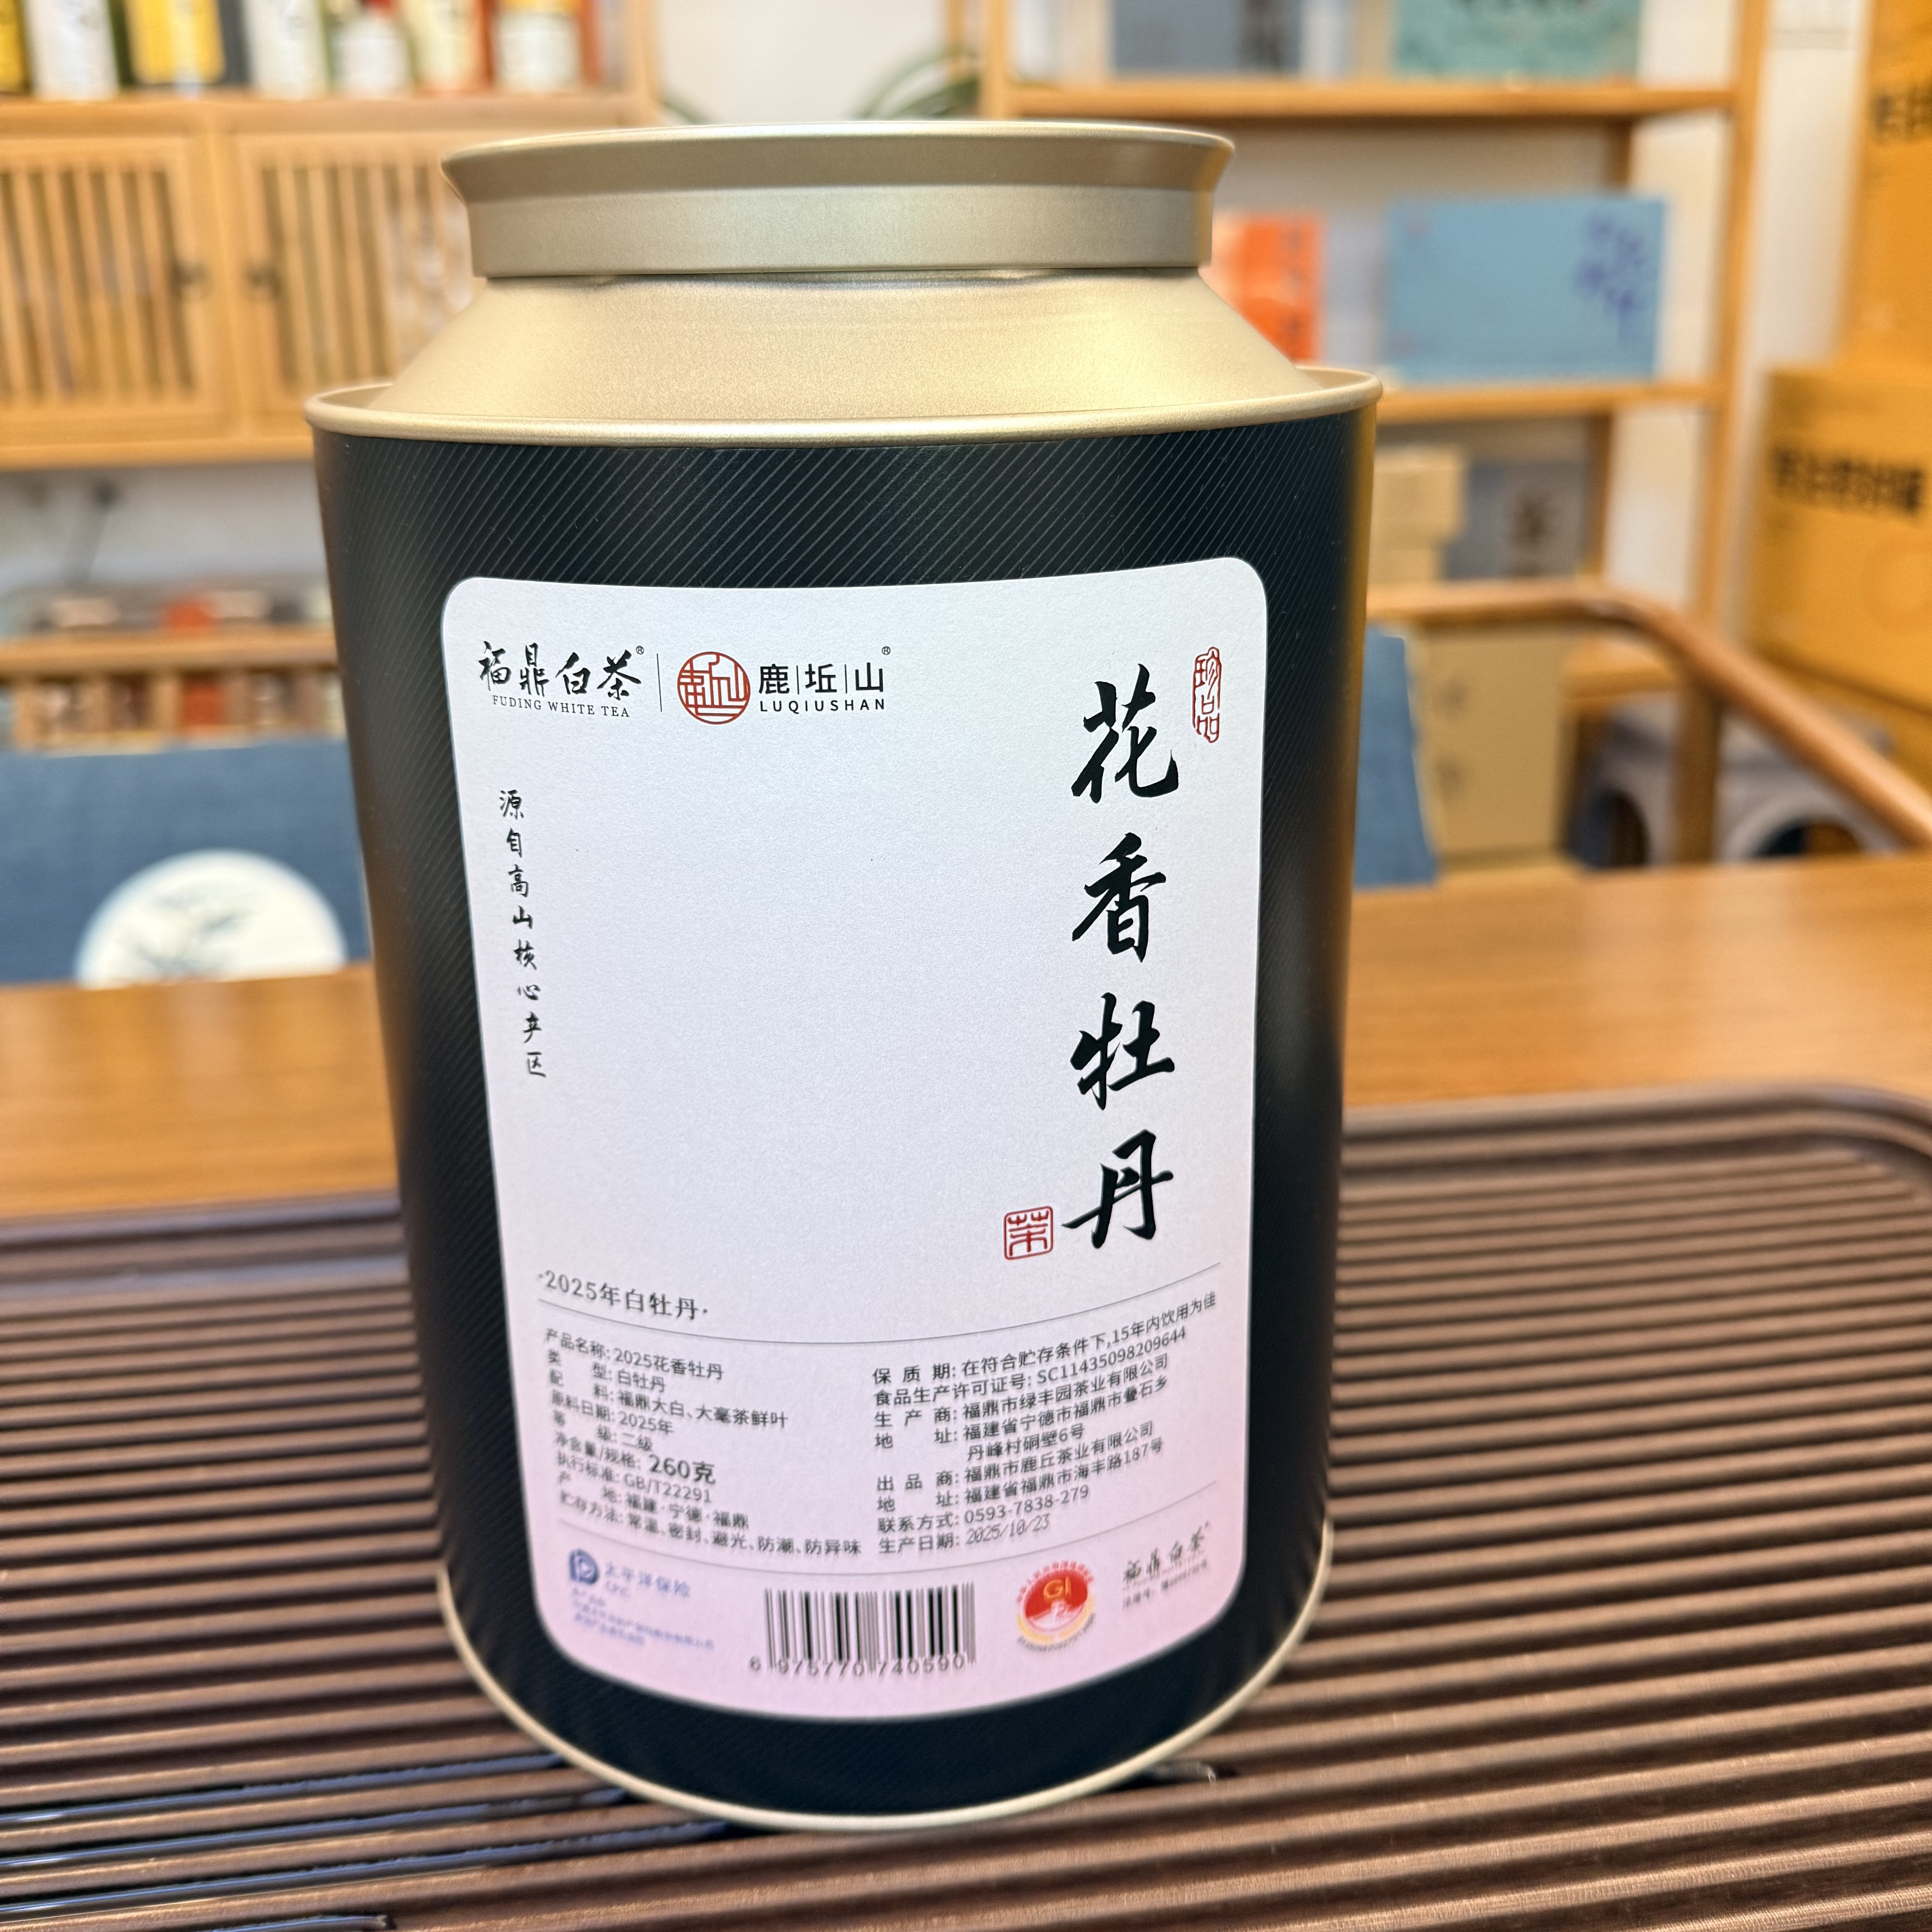 福鼎白茶®
FUDING WHITE TEA
鹿丘山
鹿|坵|山®
LUQIUSHAN
珍品
花香牡丹
茶
源自高山核心产区
·2025年白牡丹·
产品名称: 2025花香牡丹
类 型: 白牡丹
配 料: 福鼎大白、大毫茶鲜叶
原料日期: 2025年
等 级: 二级
净含量/规格: 260克
执行标准: GB/T22291
产 地: 福建·宁德·福鼎
贮存方法: 常温、密封、避光、防潮、防异味
保 质 期: 在符合贮存条件下,15年内饮用为佳
食品生产许可证号: SC11435098209644
生 产 商: 福鼎市绿丰园茶业有限公司
地 址: 福建省宁德市福鼎市叠石乡
丹峰村硐壁6号
出 品 商: 福鼎市鹿丘茶业有限公司
地 址: 福建省福鼎市海丰路187号
联系方式: 0593-7838-279
生产日期: 2025/10/23
太平洋保险
CPIC
6 975770 740590
GI
福鼎白茶